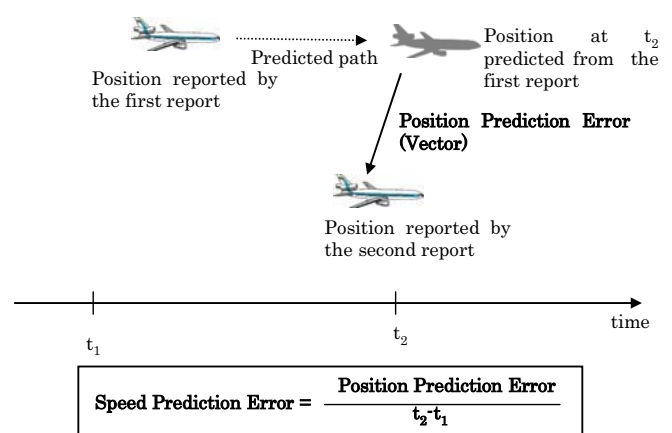 Predicted path
Position reported by
the first report
Position at t₂
predicted from the
first report
Position Prediction Error
(Vector)
Position reported by
the second report
time
t₁
t₂
Speed Prediction Error =
Position Prediction Error
t₂-t₁